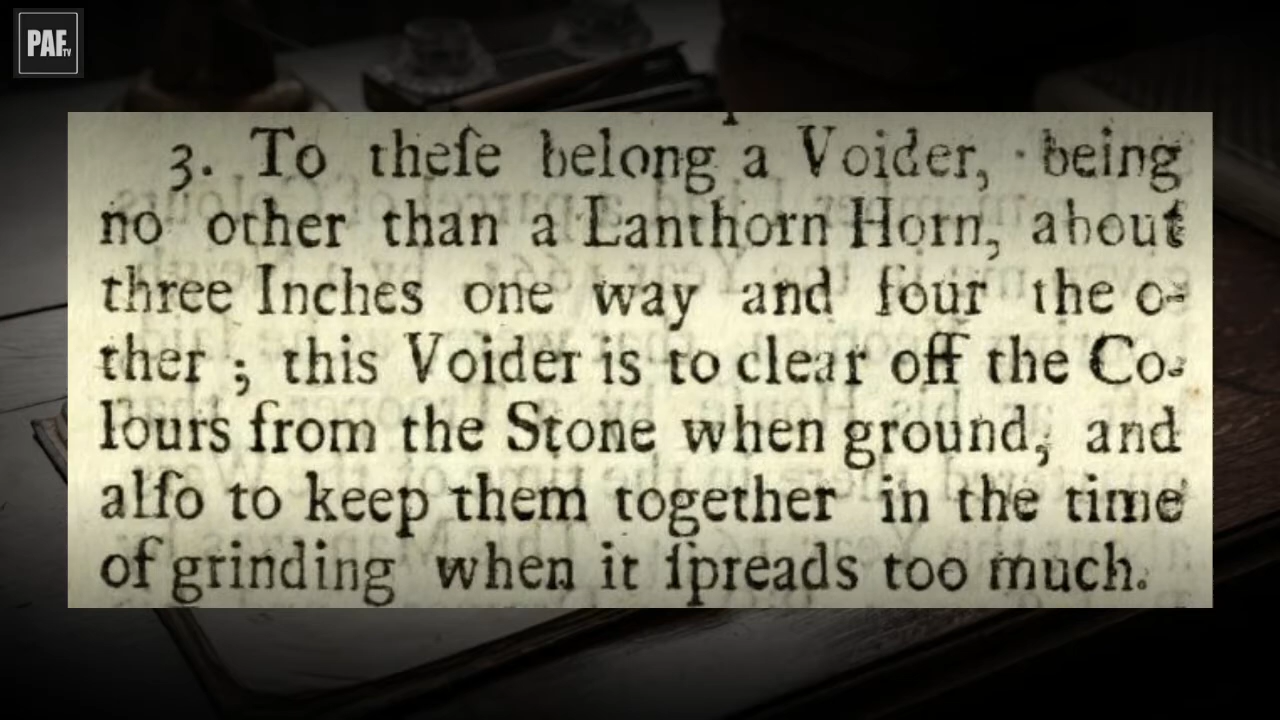 PAF TV
3. To theſe belong a Voider, being
no other than a Lanthorn Horn, about
three Inches one way and four the o-
ther ; this Voider is to clear off the Co-
lours from the Stone when ground, and
alſo to keep them together in the time
of grinding when it ſpreads too much.